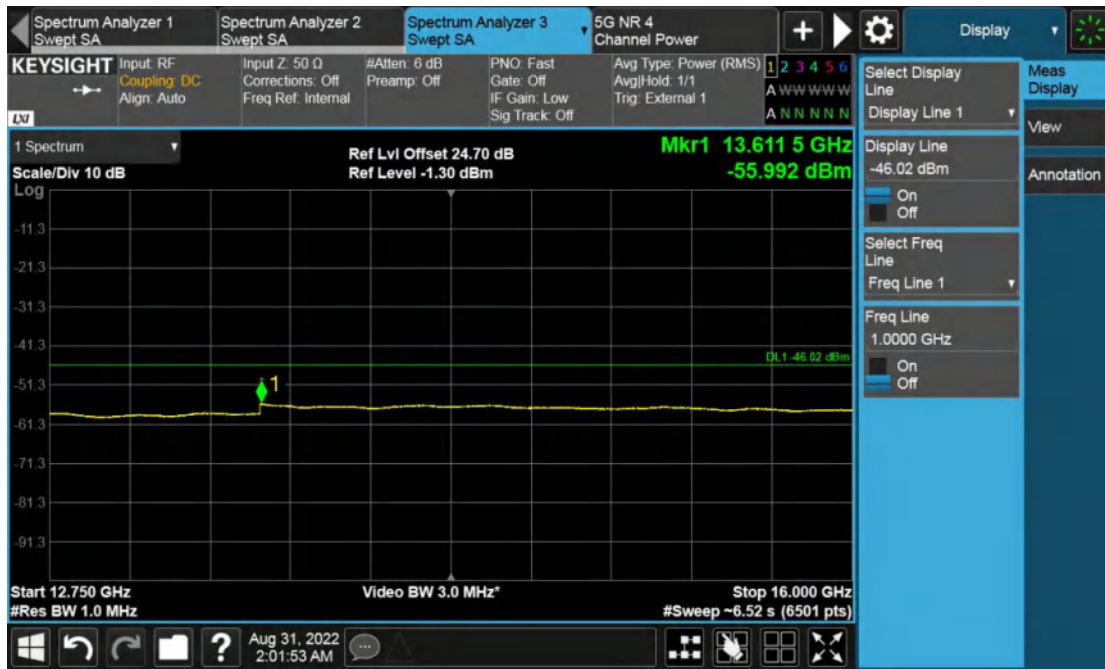 Spectrum Analyzer 1
Swept SA
Spectrum Analyzer 2
Swept SA
Spectrum Analyzer 3
Swept SA
5G NR 4
Channel Power
Display
KEYSIGHT
LXI
Input: RF
Coupling: DC
Align: Auto
Input Z: 50 Ω
Corrections: Off
Freq Ref: Internal
#Atten: 6 dB
Preamp: Off
PNO: Fast
Gate: Off
IF Gain: Low
Sig Track: Off
Avg Type: Power (RMS)
Avg|Hold: 1/1
Trig: External 1
1 2 3 4 5 6
A W W W W W
A N N N N N
1 Spectrum
Scale/Div 10 dB
Log
Ref Lvl Offset 24.70 dB
Ref Level -1.30 dBm
Mkr1 13.611 5 GHz
-55.992 dBm
-11.3
-21.3
-31.3
-41.3
DL1 -46.02 dBm
1
-51.3
-61.3
-71.3
-81.3
-91.3
Start 12.750 GHz
#Res BW 1.0 MHz
Video BW 3.0 MHz*
Stop 16.000 GHz
#Sweep ~6.52 s (6501 pts)
Select Display
Line
Display Line 1
Display Line
-46.02 dBm
On
Off
Select Freq
Line
Freq Line 1
Freq Line
1.0000 GHz
On
Off
Meas
Display
View
Annotation
?
Aug 31, 2022
2:01:53 AM